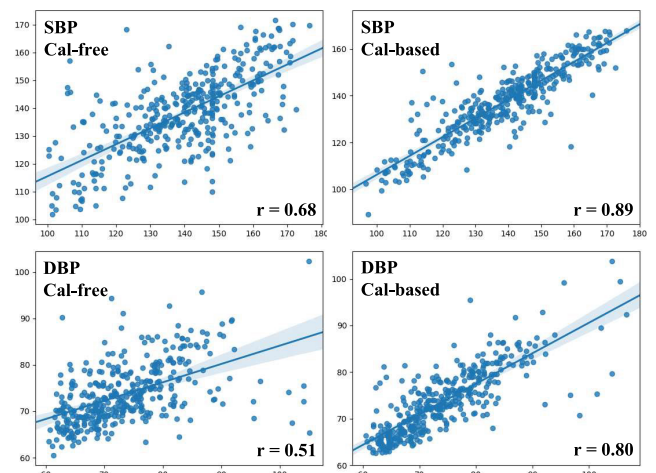 SBP
Cal-free
170
160
150
140
130
120
110
100
r = 0.68
100 110 120 130 140 150 160 170
SBP
Cal-based
160
140
120
100
r = 0.89
100 110 120 130 140 150 160 170 180
DBP
Cal-free
100
90
80
70
60
r = 0.51
DBP
Cal-based
100
90
80
70
60
r = 0.80